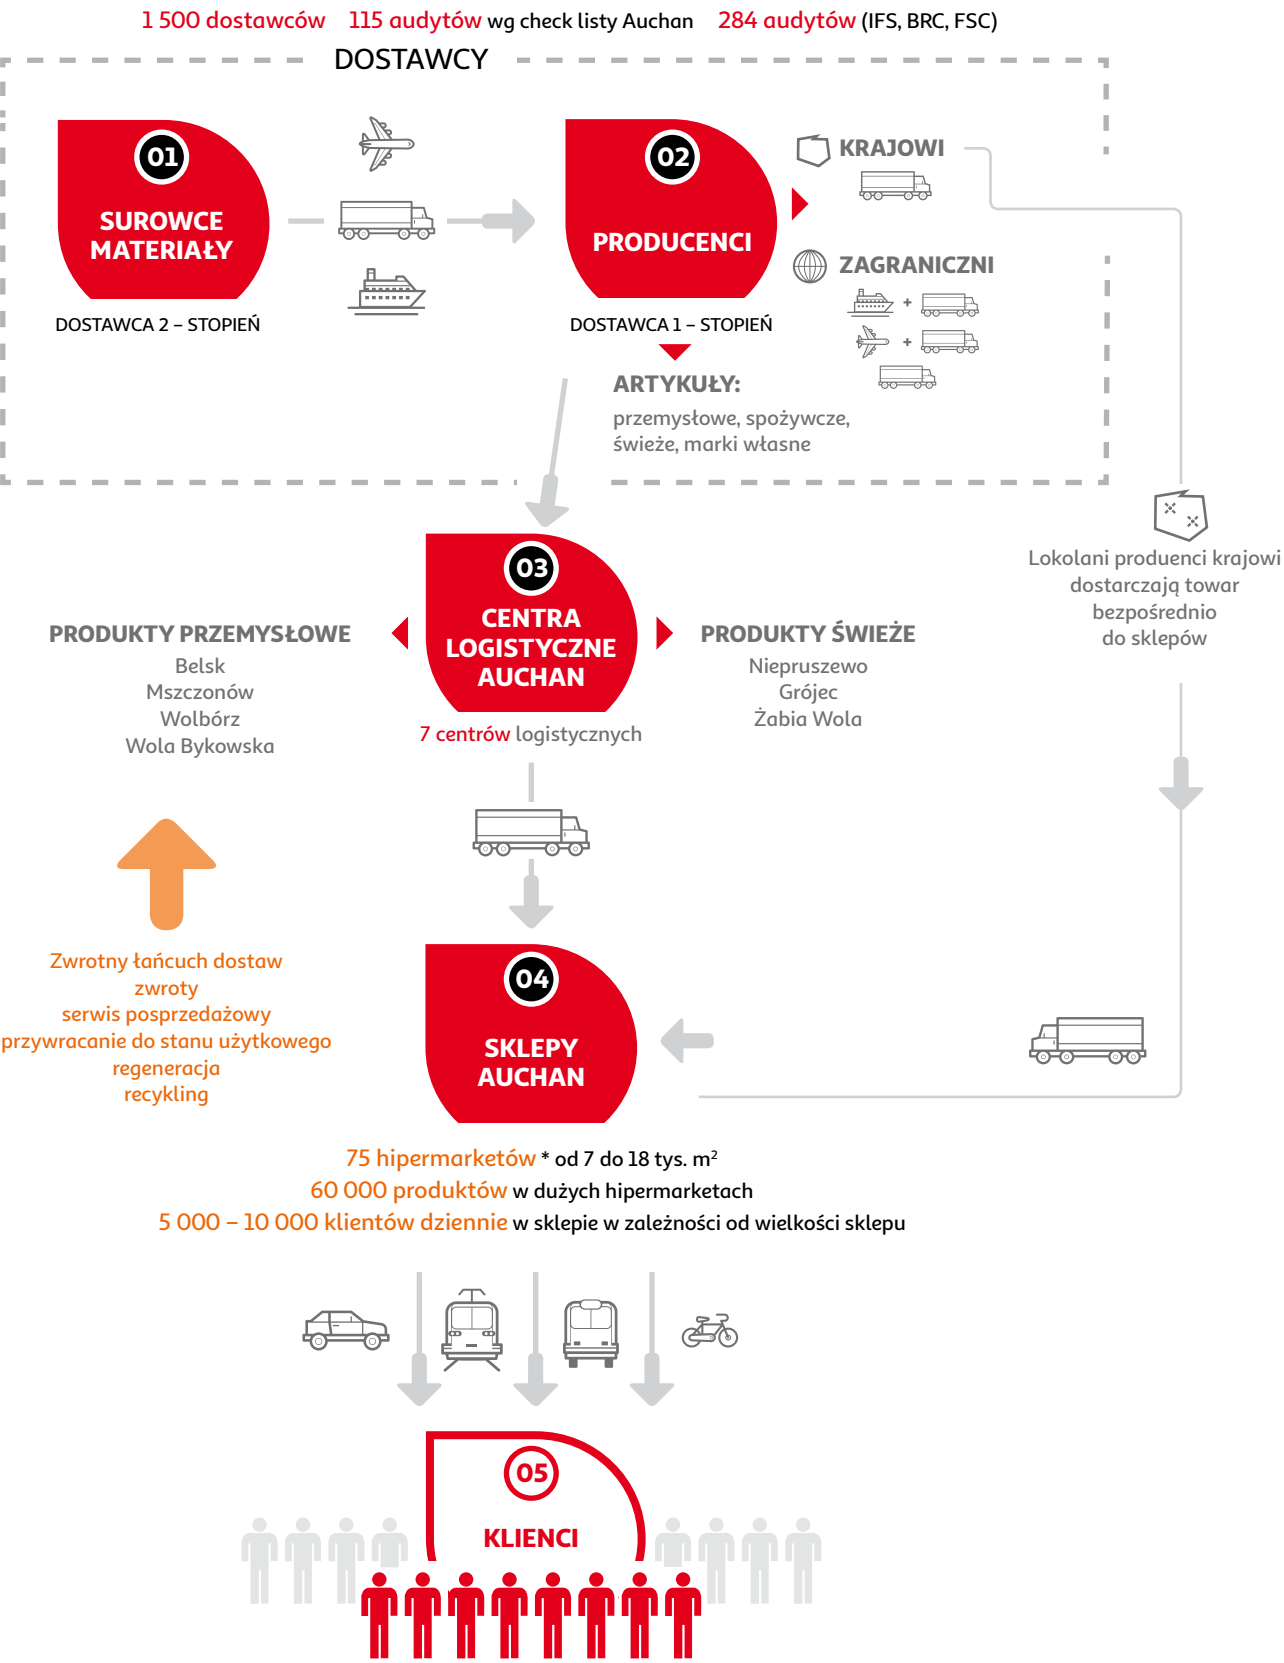 1 500 dostawców 115 audytów wg check listy Auchan 284 audytów (IFS, BRC, FSC)
DOSTAWCY
01
SUROWCE
MATERIAŁY
DOSTAWCA 2 – STOPIEŃ
02
PRODUCENCI
DOSTAWCA 1 – STOPIEŃ
KRAJOWI
ZAGRANICZNI
+
+
ARTYKUŁY:
przemysłowe, spożywcze,
świeże, marki własne
Lokolani produenci krajowi
dostarczają towar
bezpośrednio
do sklepów
03
CENTRA
LOGISTYCZNE
AUCHAN
7 centrów logistycznych
PRODUKTY PRZEMYSŁOWE
Belsk
Mszczonów
Wolbórz
Wola Bykowska
PRODUKTY ŚWIEŻE
Niepruszewo
Grójec
Żabia Wola
Zwrotny łańcuch dostaw
zwroty
serwis posprzedażowy
przywracanie do stanu użytkowego
regeneracja
recykling
04
SKLEPY
AUCHAN
75 hipermarketów * od 7 do 18 tys. m²
60 000 produktów w dużych hipermarketach
5 000 – 10 000 klientów dziennie w sklepie w zależności od wielkości sklepu
05
KLIENCI